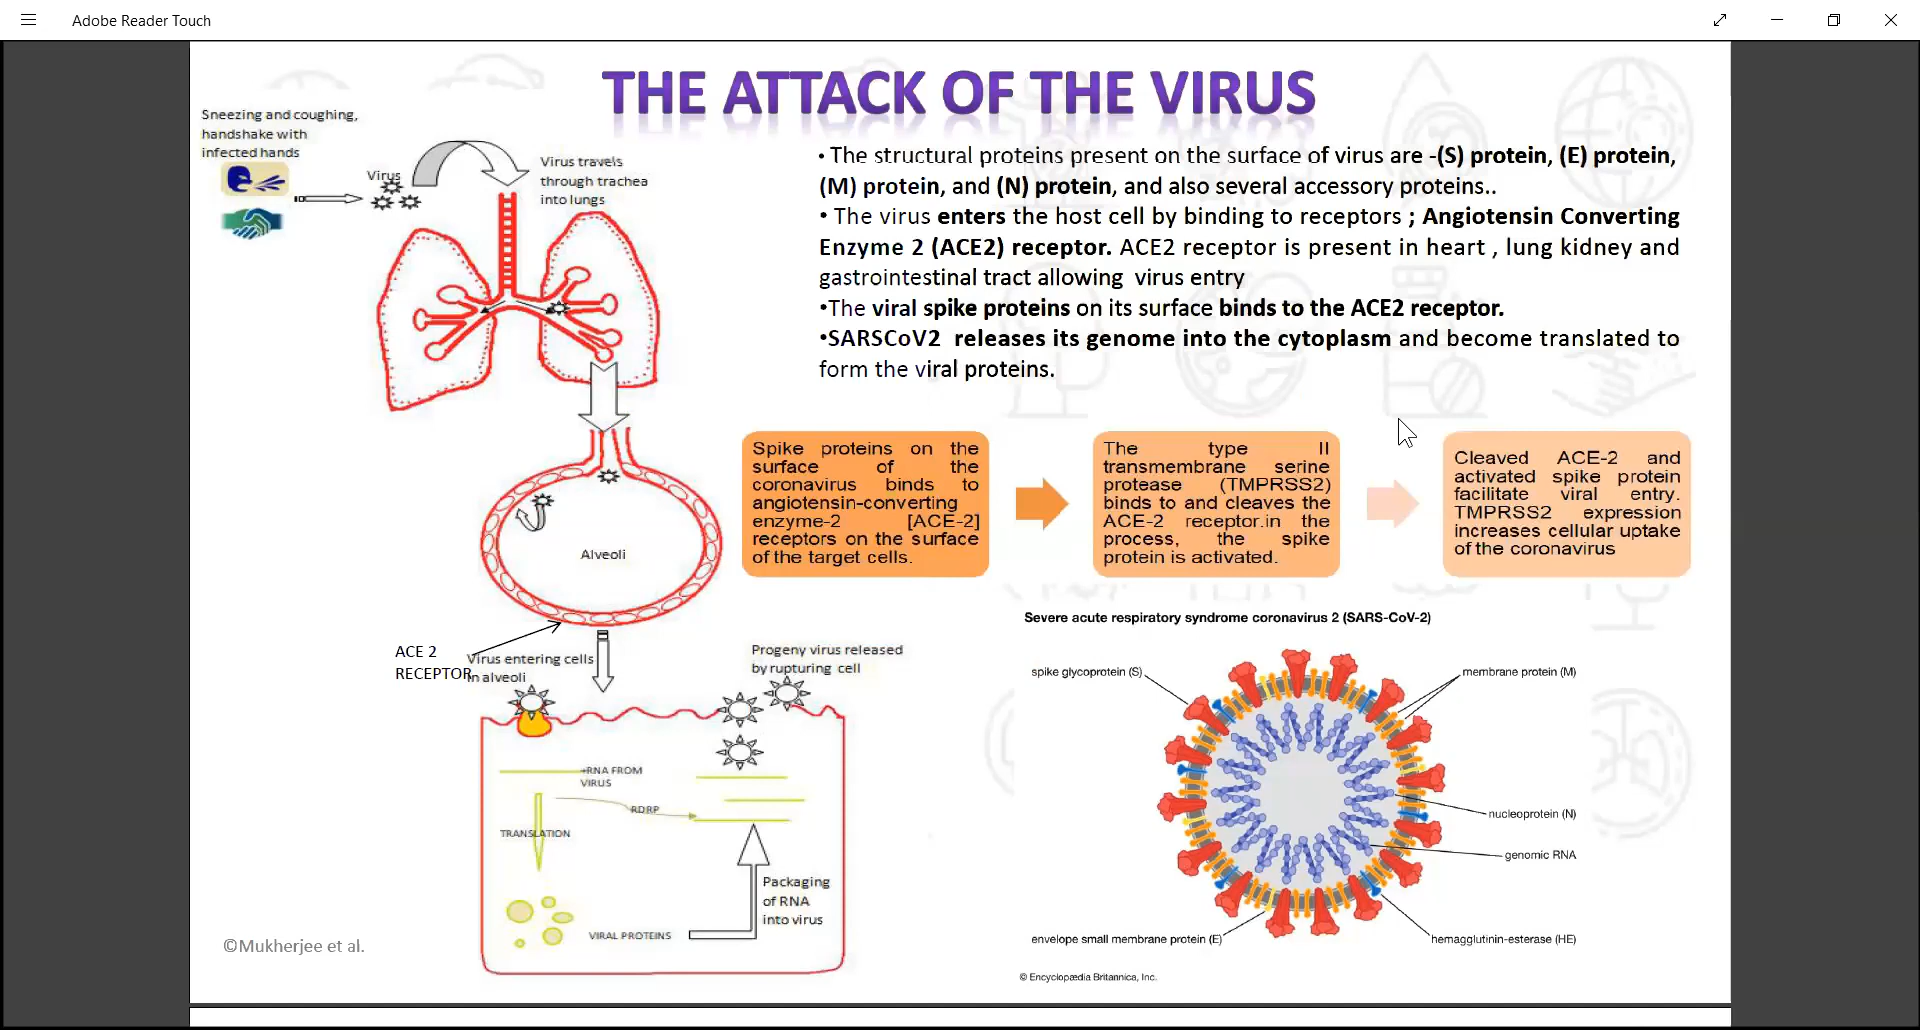 Adobe Reader Touch
THE ATTACK OF THE VIRUS
Sneezing and coughing,
handshake with
infected hands
Virus
Virus travels
through trachea
into lungs
• The structural proteins present on the surface of virus are -(S) protein, (E) protein,
(M) protein, and (N) protein, and also several accessory proteins..
• The virus enters the host cell by binding to receptors ; Angiotensin Converting
Enzyme 2 (ACE2) receptor. ACE2 receptor is present in heart , lung kidney and
gastrointestinal tract allowing virus entry
•The viral spike proteins on its surface binds to the ACE2 receptor.
•SARSCoV2 releases its genome into the cytoplasm and become translated to
form the viral proteins.
Spike proteins on the
surface of the
coronavirus binds to
angiotensin-converting
enzyme-2 [ACE-2]
receptors on the surface
of the target cells.
The type II
transmembrane serine
protease (TMPRSS2)
binds to and cleaves the
ACE-2 receptor.in the
process, the spike
protein is activated.
Cleaved ACE-2 and
activated spike protein
facilitate viral entry.
TMPRSS2 expression
increases cellular uptake
of the coronavirus
Alveoli
ACE 2
RECEPTOR
Virus entering cells
in alveoli
Progeny virus released
by rupturing cell
+RNA FROM
VIRUS
RDRP
TRANSLATION
Packaging
of RNA
into virus
VIRAL PROTEINS
©Mukherjee et al.
Severe acute respiratory syndrome coronavirus 2 (SARS-CoV-2)
spike glycoprotein (S)
membrane protein (M)
nucleoprotein (N)
genomic RNA
envelope small membrane protein (E)
hemagglutinin-esterase (HE)
© Encyclopædia Britannica, Inc.